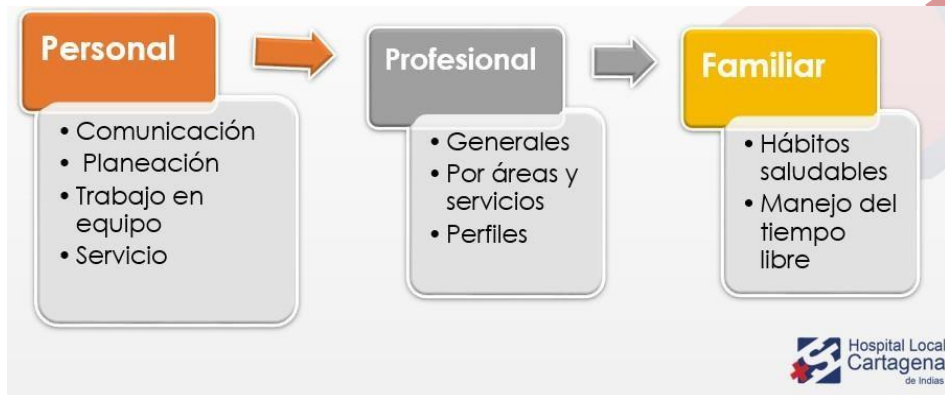 Personal
• Comunicación
• Planeación
• Trabajo en
equipo
• Servicio
Profesional
• Generales
• Por áreas y
servicios
• Perfiles
Familiar
• Hábitos
saludables
• Manejo del
tiempo
libre
Hospital Local
Cartagena
de Indias